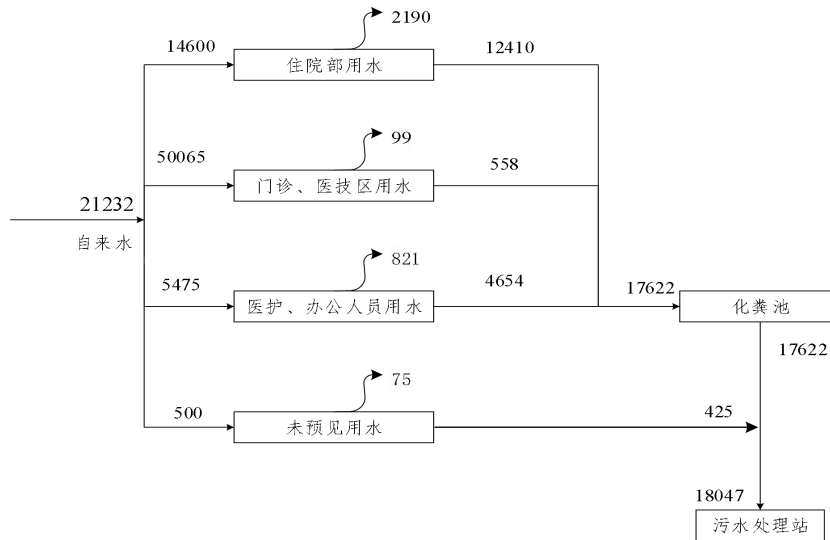 2190
14600
12410
住院部用水
99
50065
558
门诊、医技区用水
21232
自来水
821
5475
4654
17622
医护、办公人员用水
化粪池
17622
75
500
425
未预见用水
18047
污水处理站